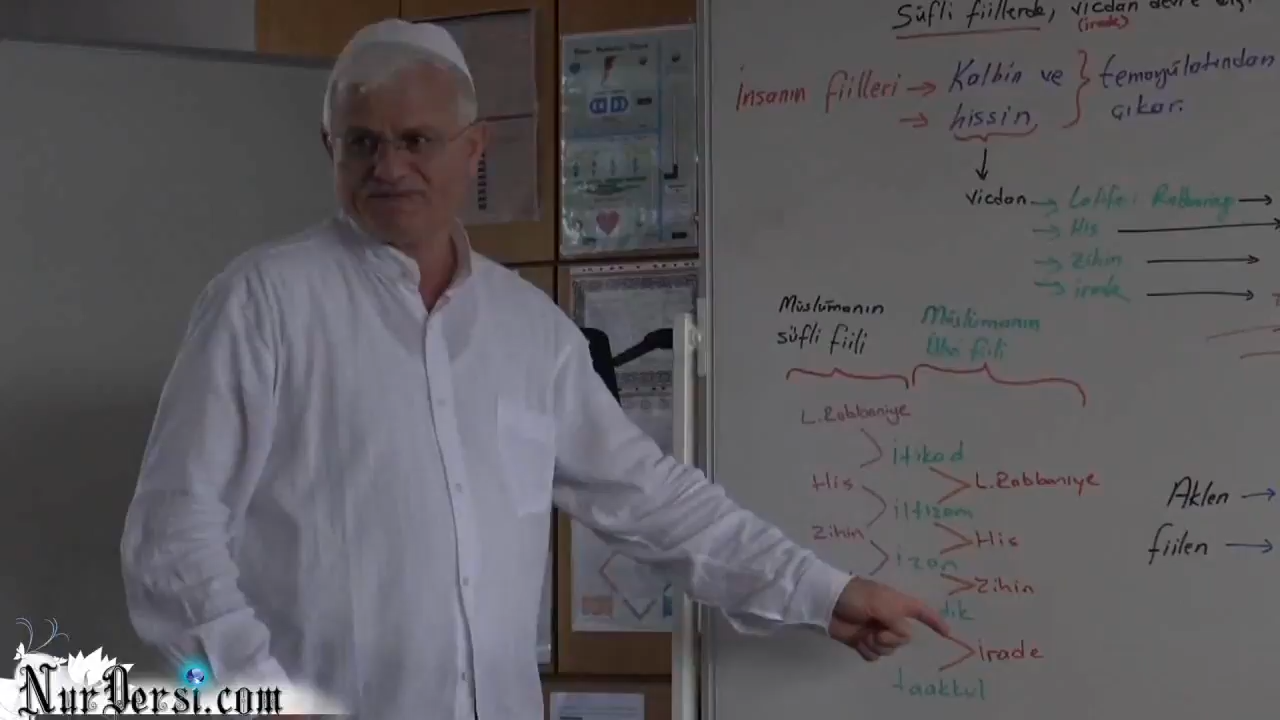 Süfli fiillerde, vicdan devre
(irade)
İnsanın fiilleri → Kalbin ve } temayülatından
→ hissin, çıkar.
vicdan → Latife-i Rabbaniye →
→ His →
→ Zihin →
→ irade →
Müslümanın Müslümanın
süfli fiili Ulvi fiili
L.Rabbaniye
itikad
His L.Rabbaniye
iltizam
Zihin His
izan
Zihin
dik
irade
taakkul
Aklen →
fiilen →
NurDersi.com